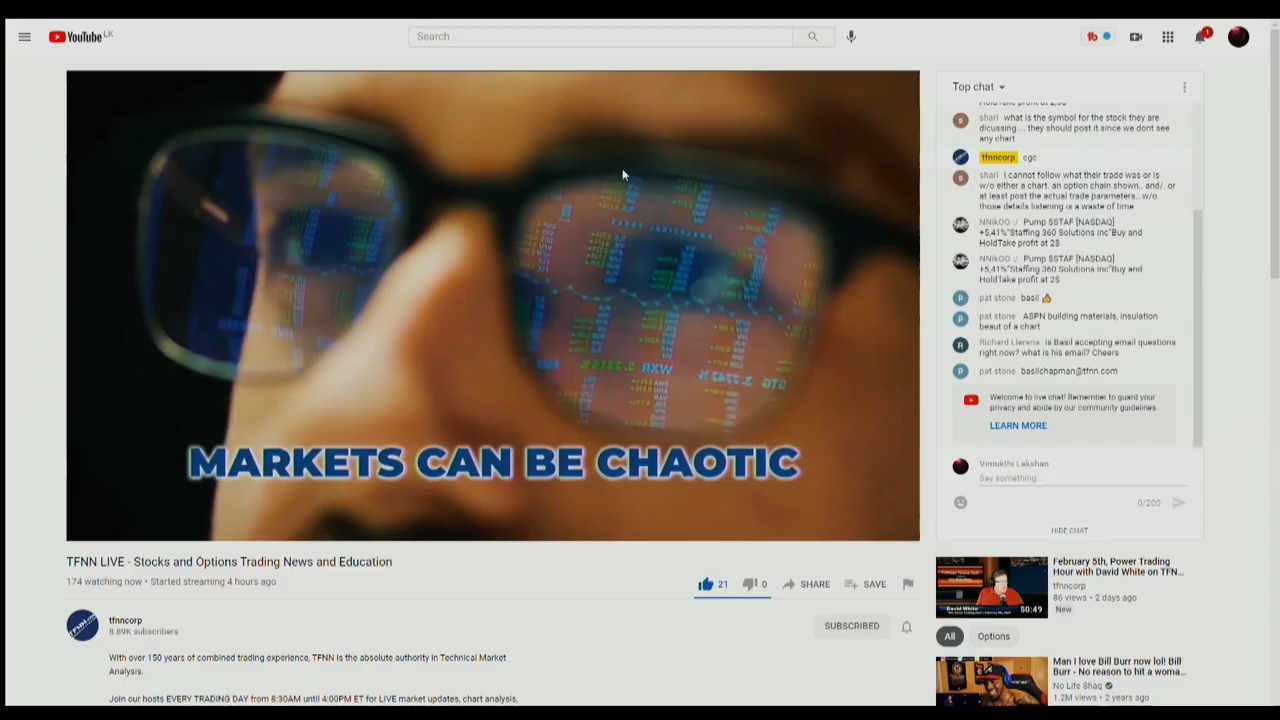 YouTube LK
Search
1
MARKETS CAN BE CHAOTIC
WXR
TFNN LIVE - Stocks and Options Trading News and Education
174 watching now • Started streaming 4 hours ago
21
0
SHARE
SAVE
tfnncorp
8.89K subscribers
SUBSCRIBED
With over 150 years of combined trading experience, TFNN is the absolute authority in Technical Market
Analysis.
Join our hosts EVERY TRADING DAY from 8:30AM until 4:00PM ET for LIVE market updates, chart analysis,
Top chat
shari what is the symbol for the stock they are
dicussing.... they should post it since we dont see
any chart
tfnncorp cgc
shari I cannot follow what their trade was or is
w/o either a chart. an option chain shown.. and/. or
at least post the actual trade parameters...w/o
those details listening is a waste of time
NNikOO :/ Pump $STAF [NASDAQ]
+5,41%"Staffing 360 Solutions Inc"Buy and
HoldTake profit at 2$
NNikOO :/ Pump $STAF [NASDAQ]
+5,41%"Staffing 360 Solutions Inc"Buy and
HoldTake profit at 2$
pat stone basil 👍
pat stone ASPN building materials, insulation
beaut of a chart
Richard Llerena is Basil accepting email questions
right now? what is his email? Cheers
pat stone basilchapman@tfnn.com
Welcome to live chat! Remember to guard your
privacy and abide by our community guidelines.
LEARN MORE
Vimukthi Lakshan
Say something...
0/200
HIDE CHAT
February 5th, Power Trading
Hour with David White on TFN...
tfnncorp
86 views • 2 days ago
New
David White
50:49
All
Options
Man I love Bill Burr now lol! Bill
Burr - No reason to hit a woma...
No Life Shaq
1.2M views • 2 years ago